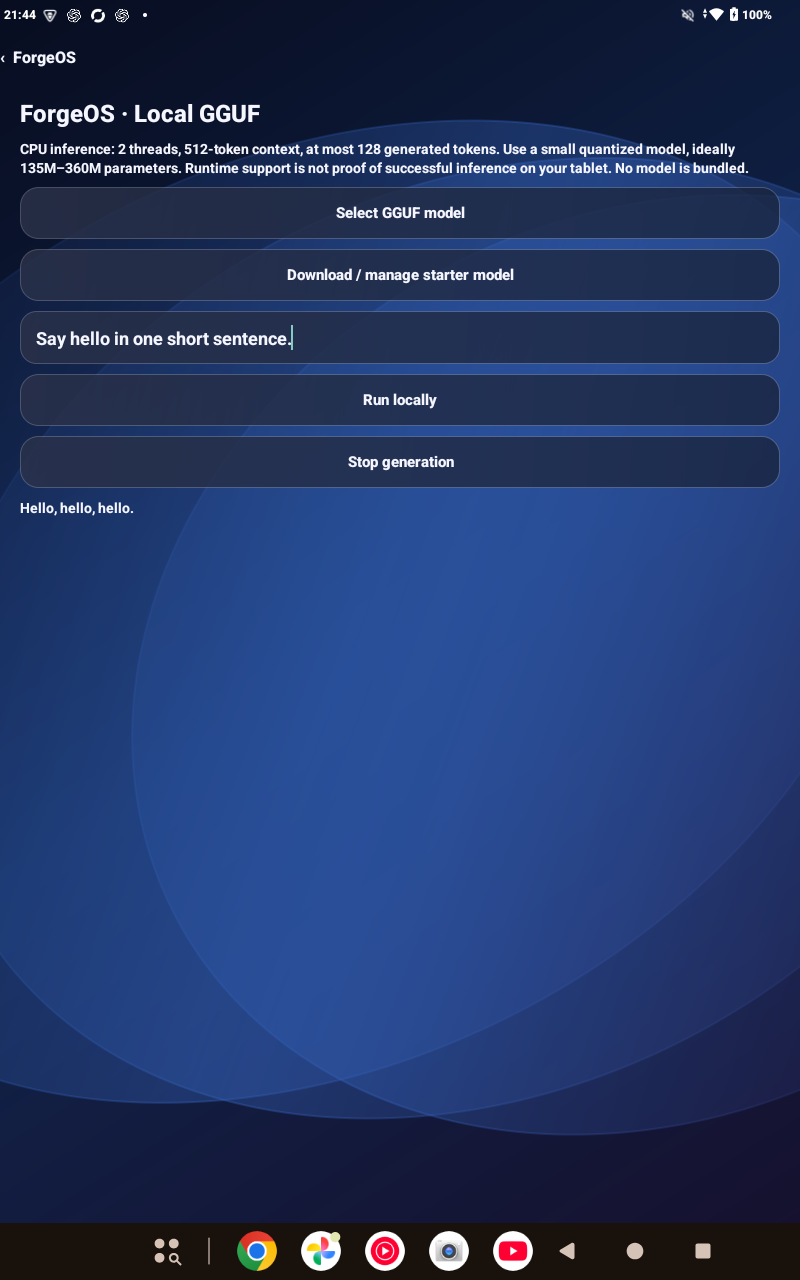 21:44
100%
‹ ForgeOS
ForgeOS · Local GGUF
CPU inference: 2 threads, 512-token context, at most 128 generated tokens. Use a small quantized model, ideally
135M–360M parameters. Runtime support is not proof of successful inference on your tablet. No model is bundled.
Select GGUF model
Download / manage starter model
Say hello in one short sentence.
Run locally
Stop generation
Hello, hello, hello.